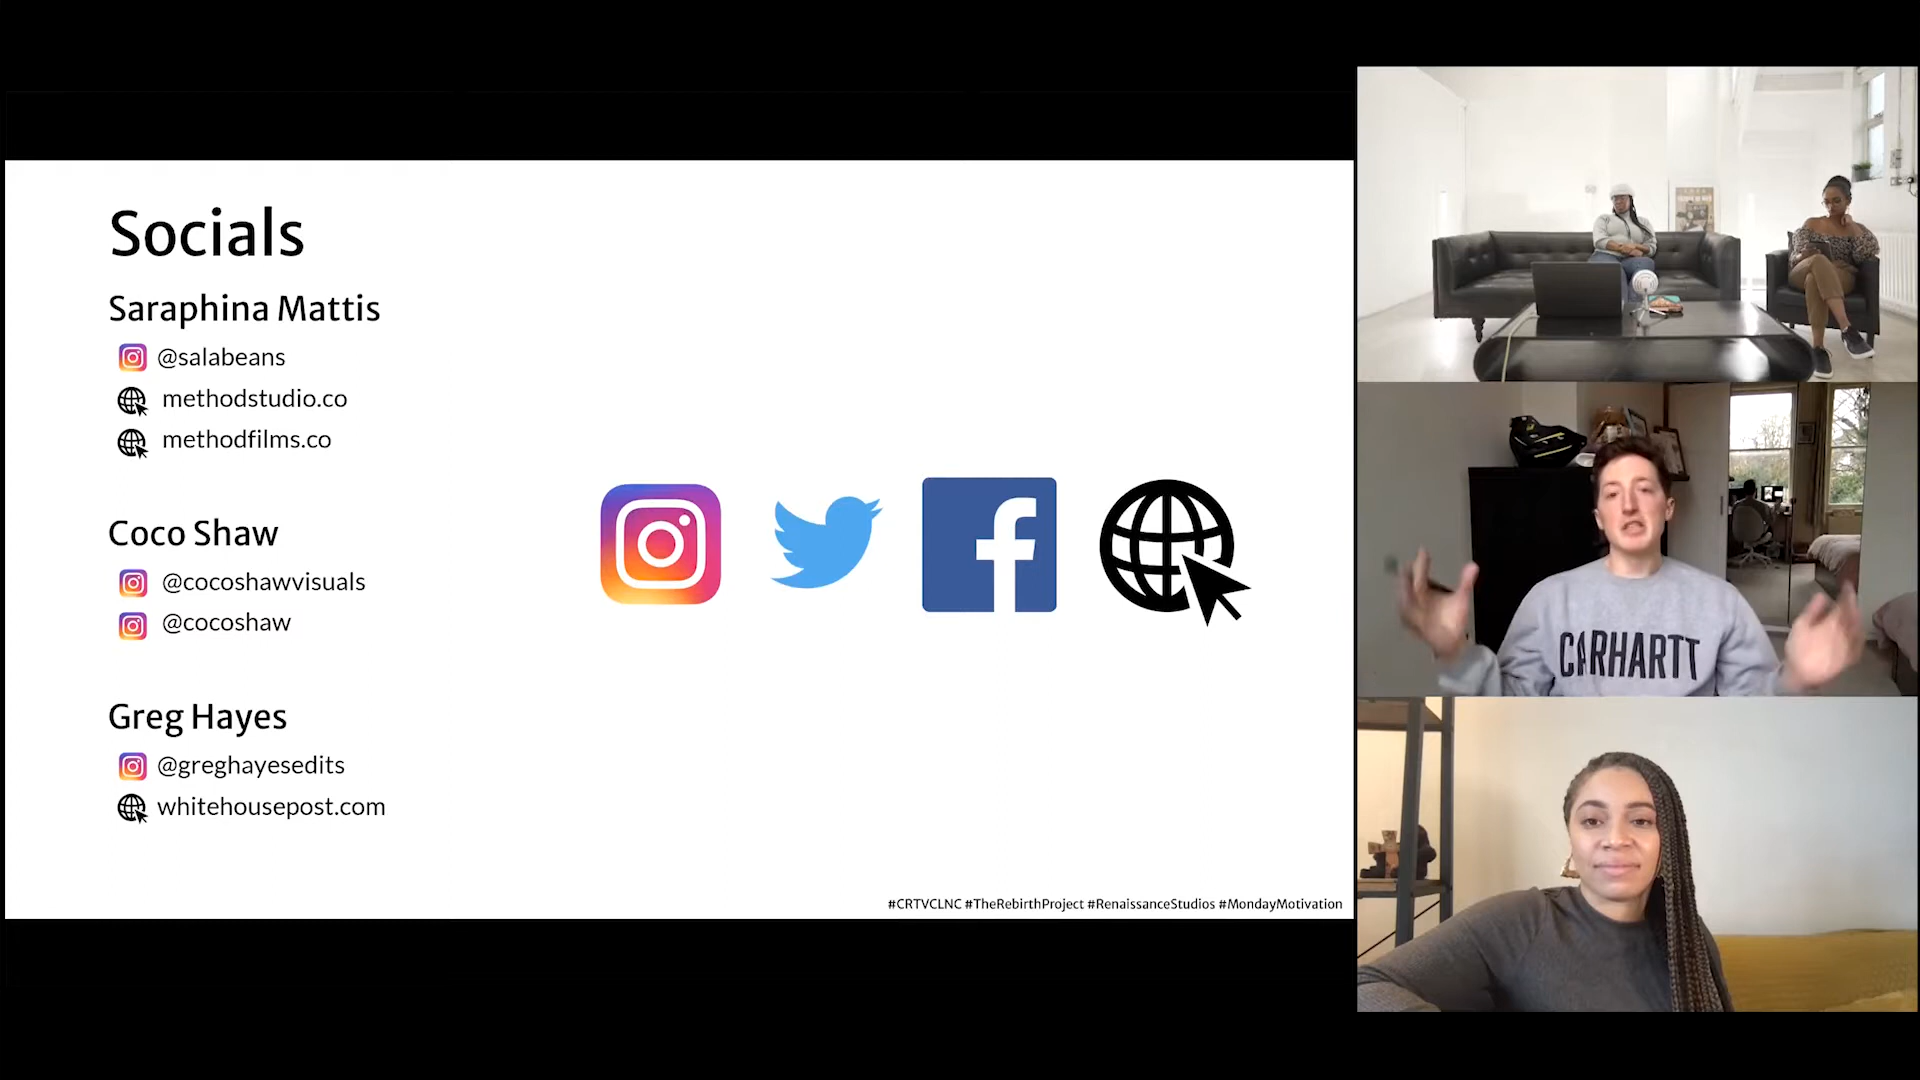 Socials
Saraphina Mattis
@salabeans
methodstudio.co
methodfilms.co
Coco Shaw
@cocoshawvisuals
@cocoshaw
Greg Hayes
@greghayesedits
whitehousepost.com
#CRTVCLNC #TheRebirthProject #RenaissanceStudios #MondayMotivation
CARHARTT